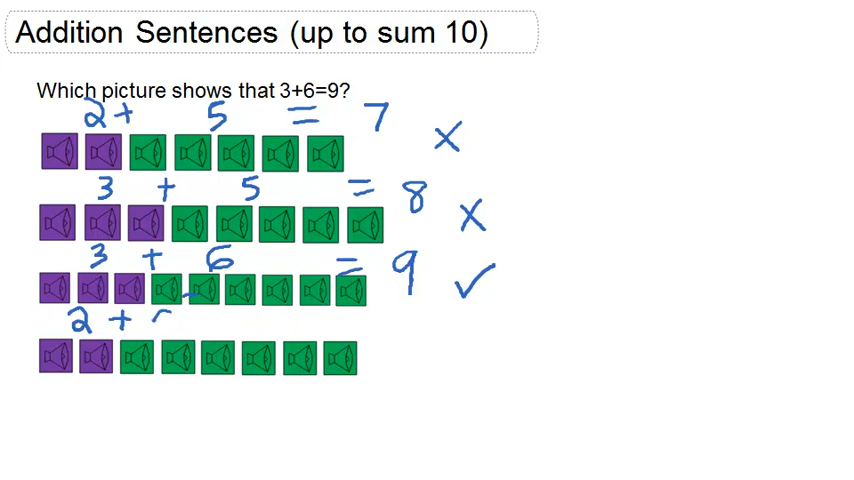 Addition Sentences (up to sum 10)
Which picture shows that 3+6=9?
2 + 5 = 7 x
3 + 5 = 8 x
3 + 6 = 9 ✓
2 +